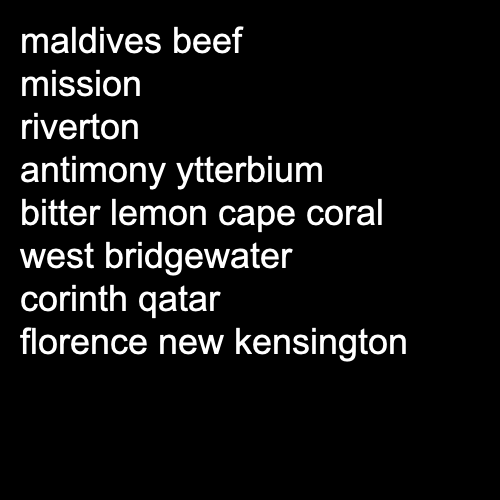 maldives beef
mission
riverton
antimony ytterbium
bitter lemon cape coral
west bridgewater
corinth qatar
florence new kensington